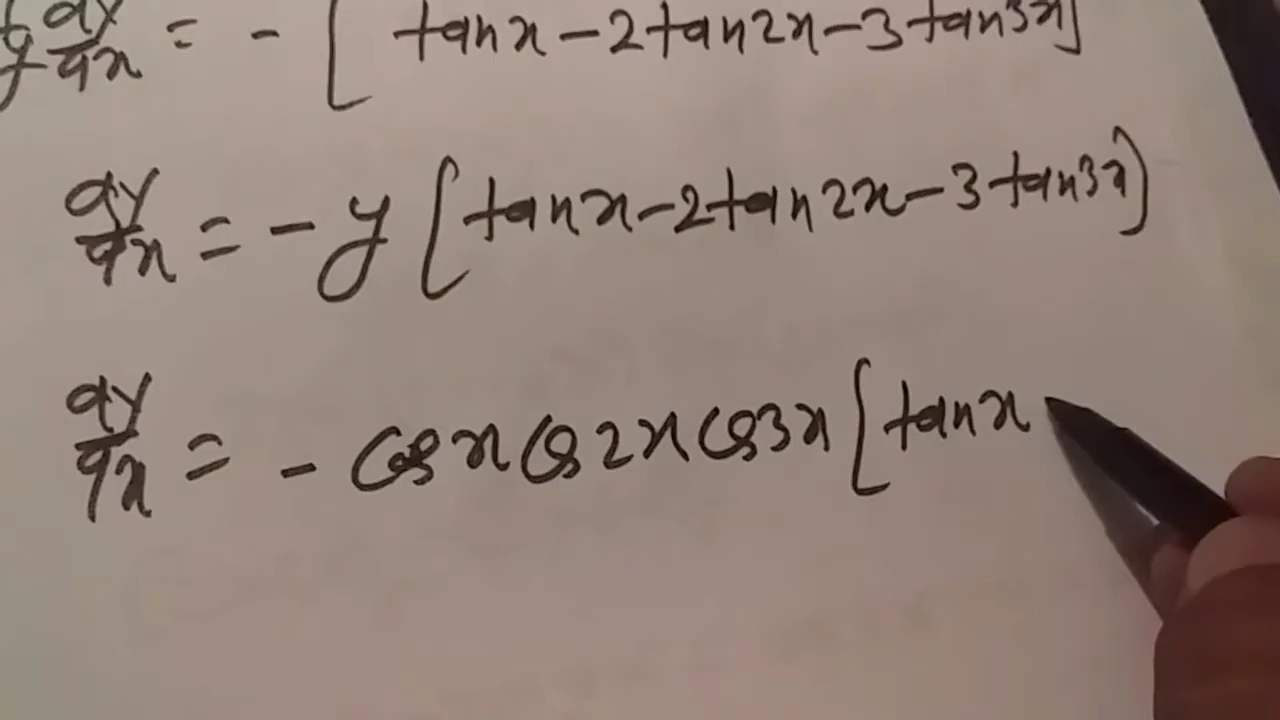 1/y dy/dx = - [ tanx - 2tan2x - 3tan3x]
dy/dx = - y [tanx - 2tan2x - 3tan3x]
dy/dx = - cosx cos2x cos3x [tanx